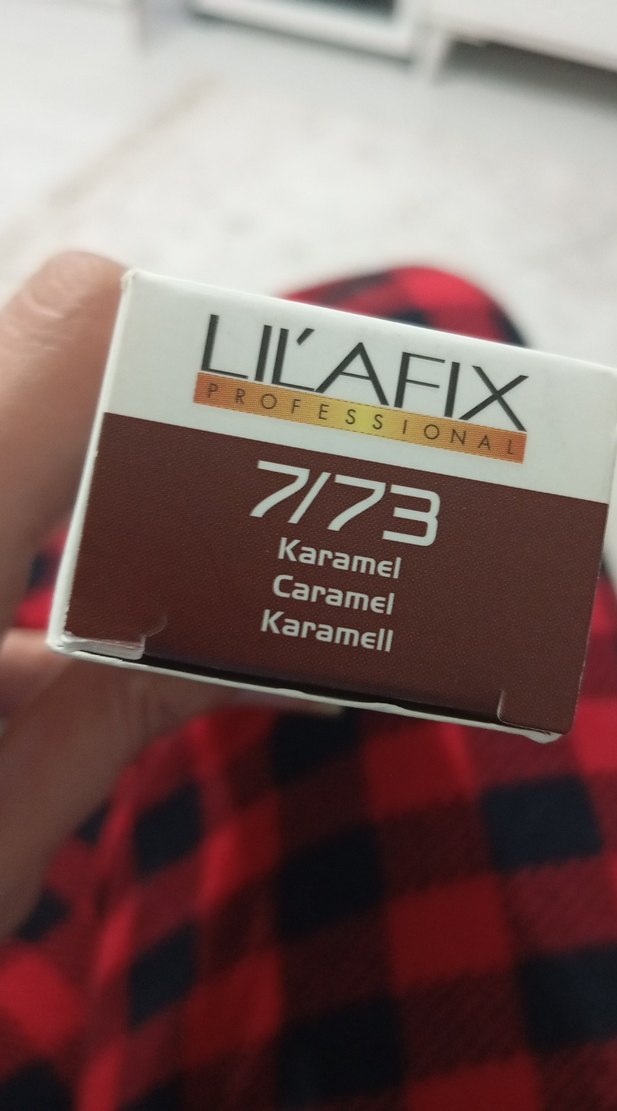 LIL'AFIX
PROFESSIONAL
7/73
Karamel
Caramel
Karamell